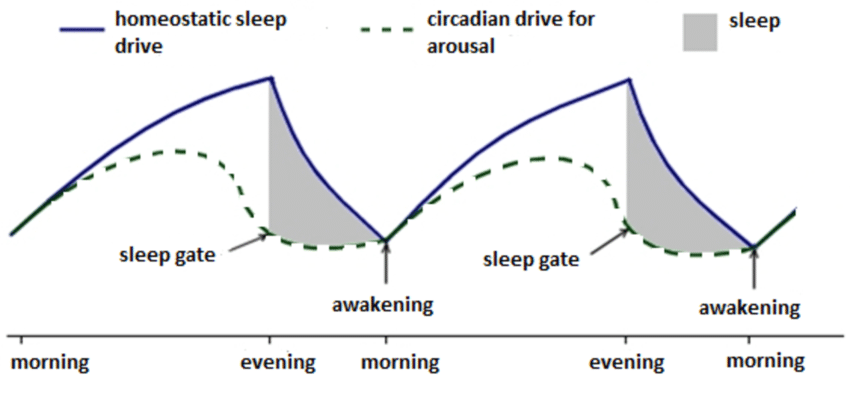 homeostatic sleep
drive
circadian drive for
arousal
sleep
sleep gate
awakening
sleep gate
awakening
morning
evening
morning
evening
morning